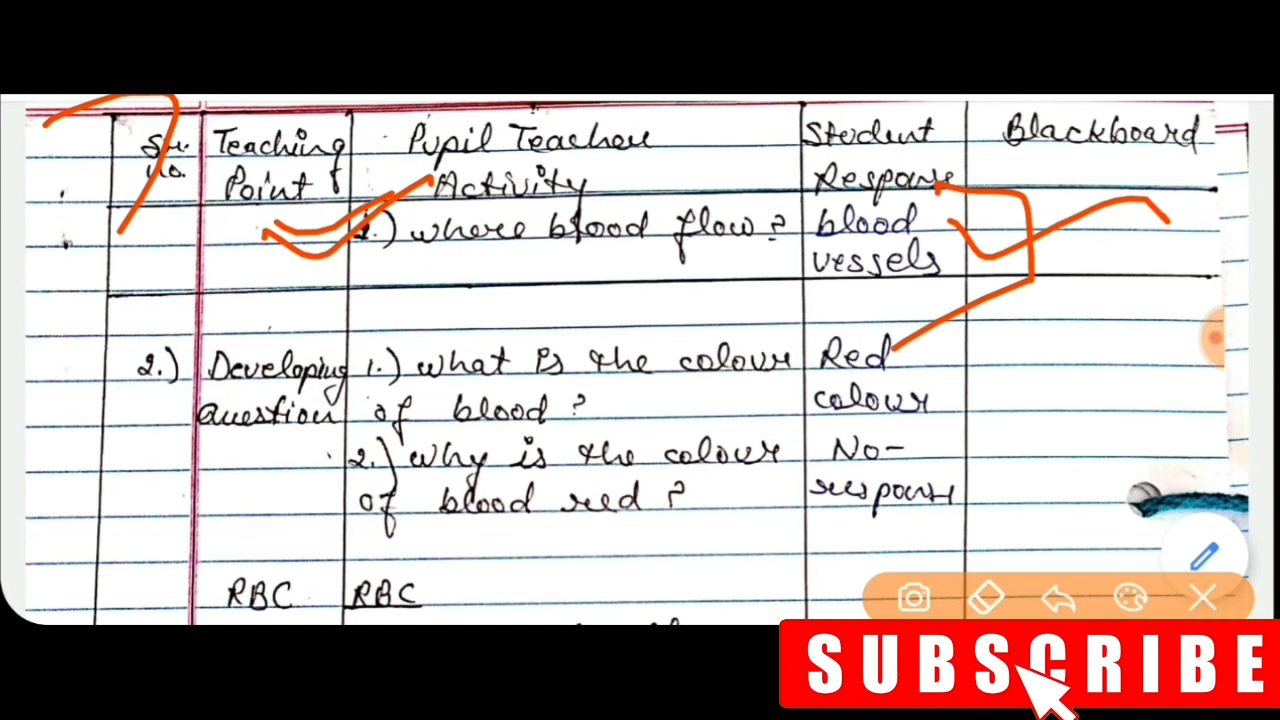 Sr. Teaching Pupil Teacher Student Blackboard
no. Point Activity Response
1.) where blood flow? blood
vessels
2.) Developing 1.) what is the colour Red
Question of blood? colour
2.) why is the colour No-
of blood red? response
RBC RBC
SUBSCRIBE